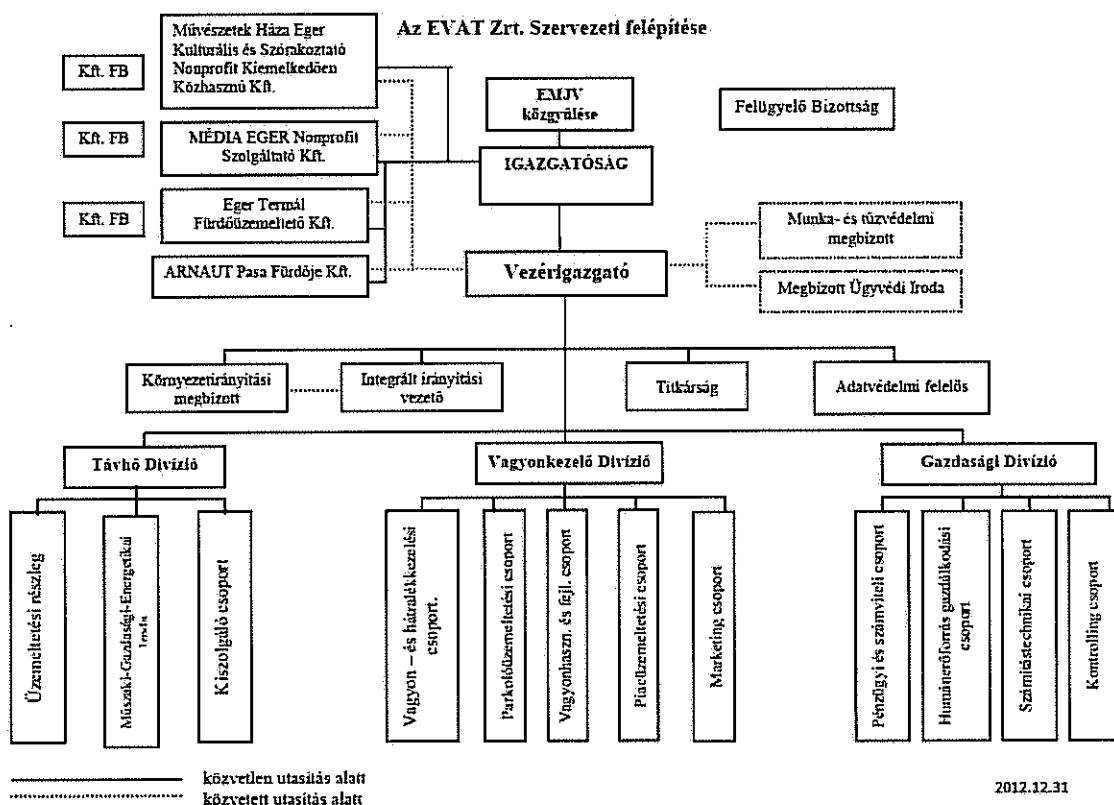 Az EVAT Zrt. Szervezeti felépítése
Kft. FB
Művészetek Háza Eger
Kulturális és Szórakoztató
Nonprofit Kiemelkedően
Közhasznú Kft.
EMJV
közgyűlése
Felügyelő Bizottság
Kft. FB
MÉDIA EGER Nonprofit
Szolgáltató Kft.
IGAZGATÓSÁG
Kft. FB
Eger Termál
Fürdőüzemeltető Kft.
Munka- és tűzvédelmi
megbízott
ARNAUT Pasa Fürdője Kft.
Vezérigazgató
Megbízott Ügyvédi Iroda
Környezetirányítási
megbízott
Integrált irányítási
vezető
Titkárság
Adatvédelmi felelős
Távhő Divízió
Vagyonkezelő Divízió
Gazdasági Divízió
Üzemeltetési részleg
Műszaki-Gazdasági-Energetikai
Iroda
Kiszolgáló csoport
Vagyon – és hátralékkezelési
csoport.
Parkolóüzemeltetési csoport
Vagyonhaszn. és fejl. csoport
Piacüzemeltetési csoport
Marketing csoport
Pénzügyi és számviteli csoport
Humánerőforrás gazdálkodási
csoport
Számítástechnikai csoport
Kontrolling csoport
közvetlen utasítás alatt
közvetett utasítás alatt
2012.12.31